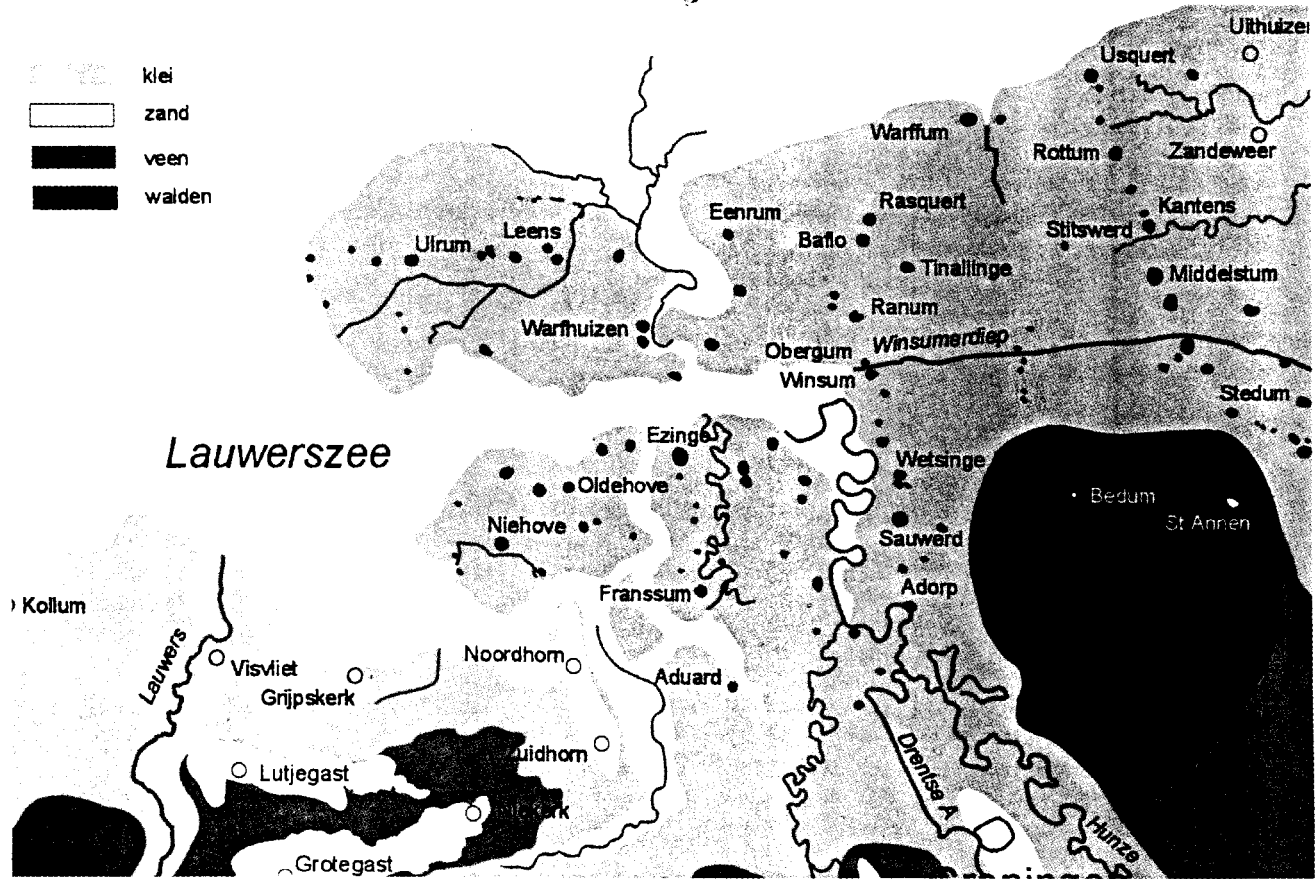 klei
zand
veen
walden
Usquert
Warffum
Rottum
Zandeweer
Rasquert
Kantens
Eenrum
Stitswerd
Baflo
Leens
Ulrum
Tinallinge
Middelstum
Ranum
Warfhuizen
Winsumerdiep
Obergum
Winsum
Stedum
Lauwerszee
Ezinge
Wetsinge
Oldehove
Bedum
St Annen
Niehove
Sauwerd
Adorp
Franssum
Kollum
Lauwers
Visvliet
Noordhorn
Grijpskerk
Aduard
Lutjegast
Drentse A
Hunze
Grotegast